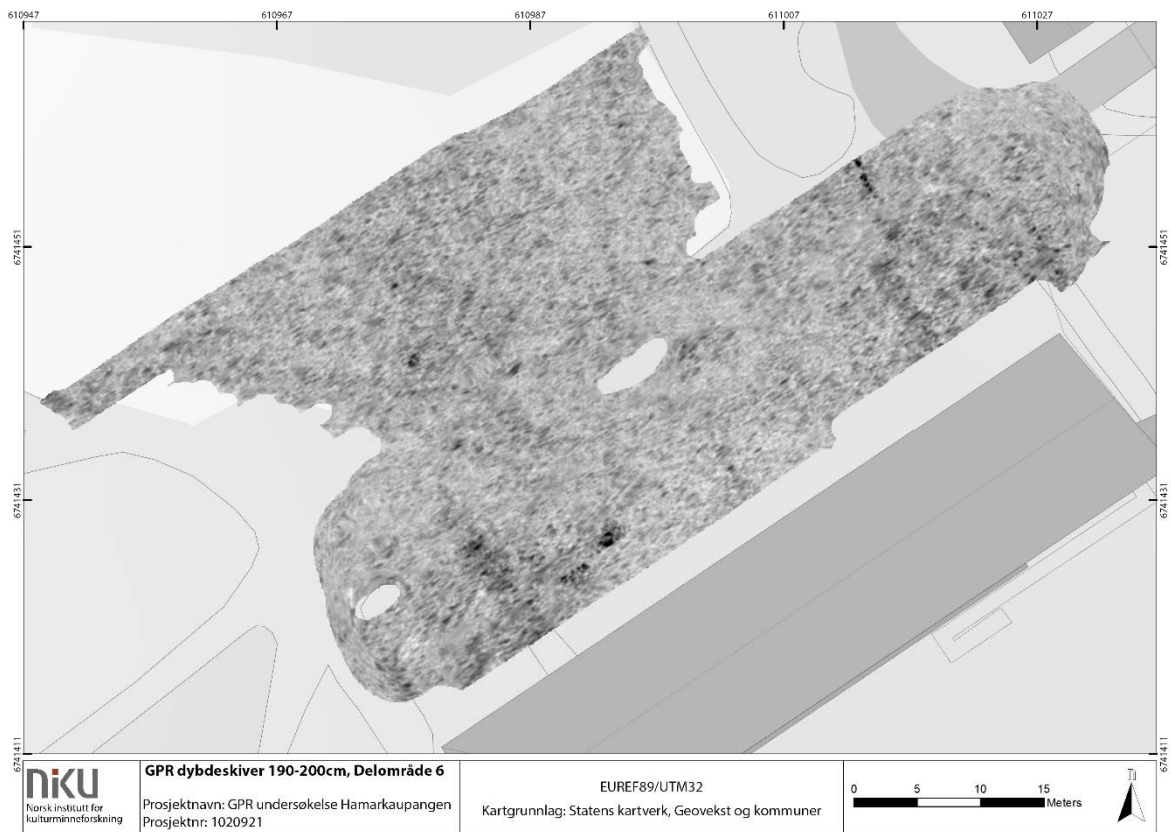 610947
610967
610987
611007
611027
6741451
6741451
6741431
6741431
6741411
6741411
NIKU
Norsk institutt for
kulturminneforskning
GPR dybdeskiver 190-200cm, Delområde 6
Prosjektnavn: GPR undersøkelse Hamarkaupangen
Prosjektnr: 1020921
EUREF89/UTM32
Kartgrunnlag: Statens kartverk, Geovekst og kommuner
0 5 10 15
Meters